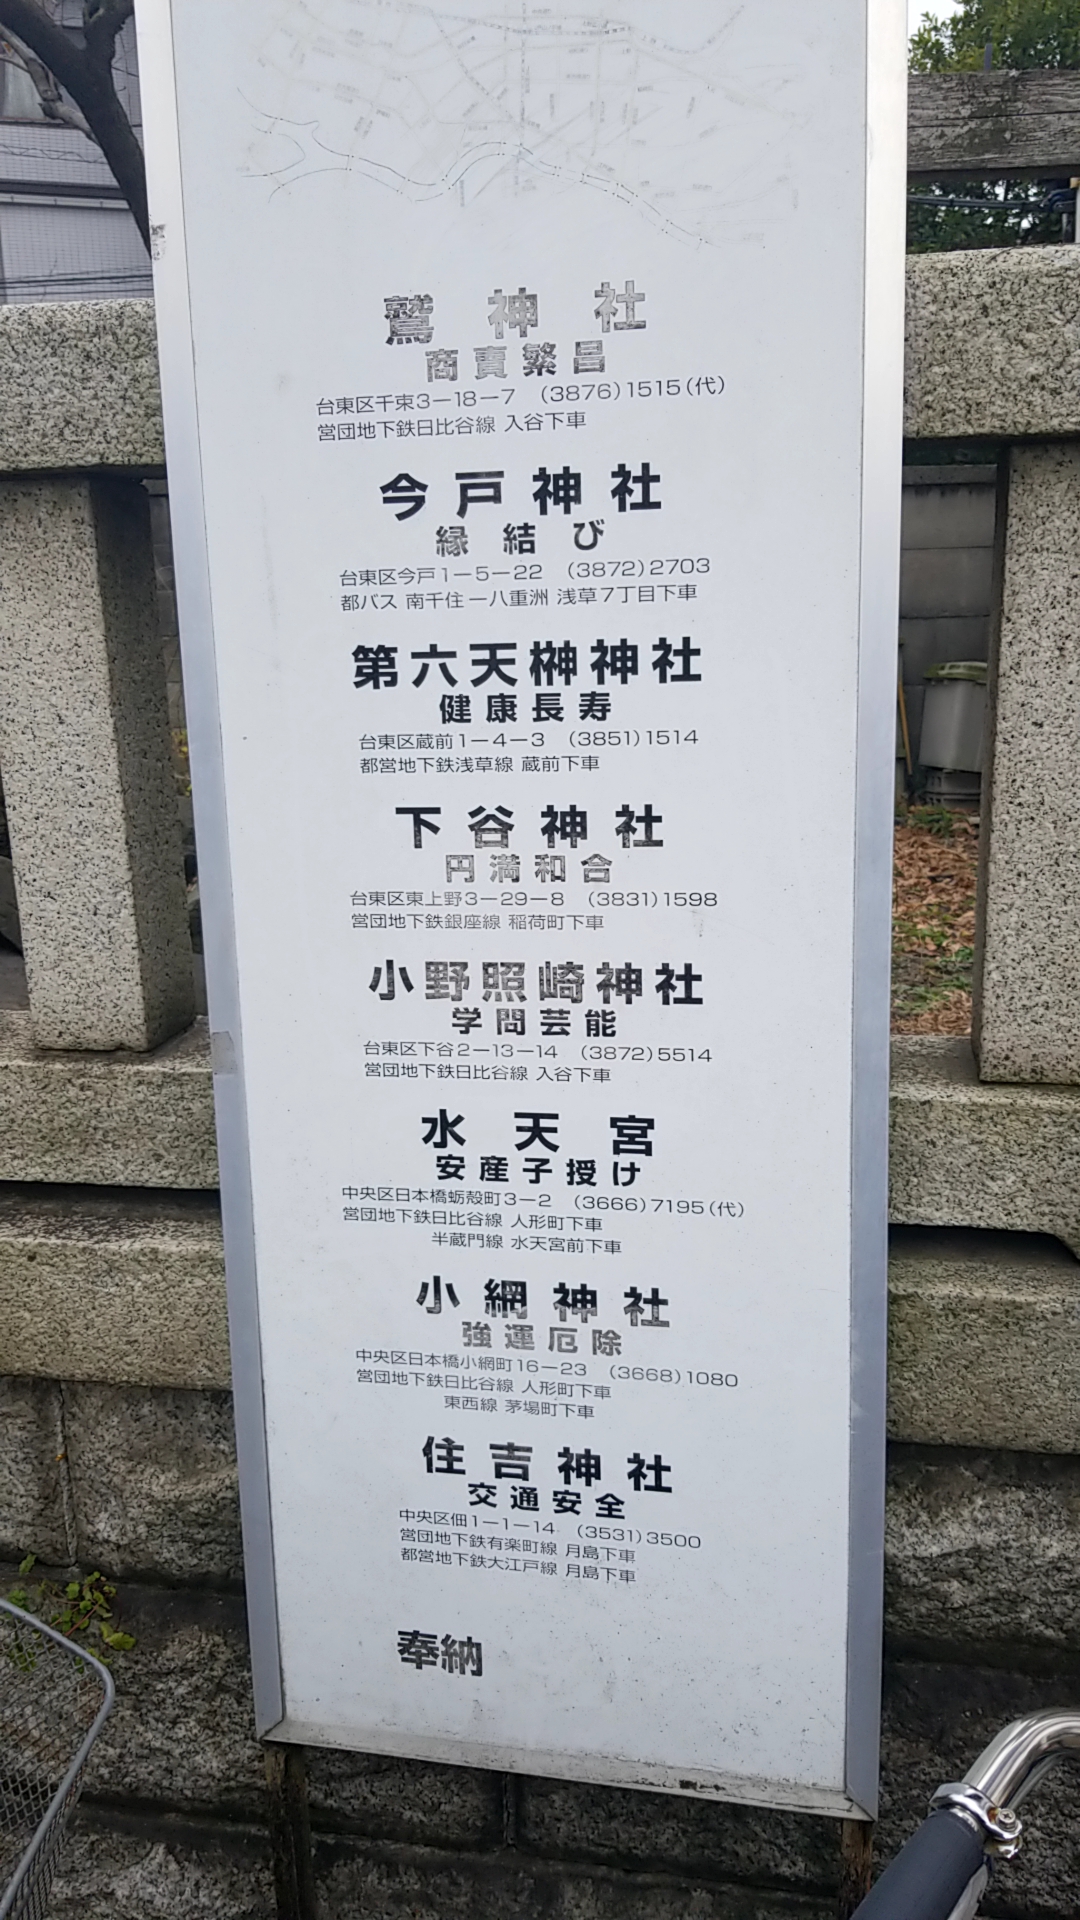 鷲神社
商売繁昌
台東区千束3−18−7 (3876)1515(代)
営団地下鉄日比谷線 入谷下車
今戸神社
縁結び
台東区今戸1−5−22 (3872)2703
都バス 南千住−八重洲 浅草7丁目下車
第六天榊神社
健康長寿
台東区蔵前1−4−3 (3851)1514
都営地下鉄浅草線 蔵前下車
下谷神社
円満和合
台東区東上野3−29−8 (3831)1598
営団地下鉄銀座線 稲荷町下車
小野照崎神社
学問芸能
台東区下谷2−13−14 (3872)5514
営団地下鉄日比谷線 入谷下車
水天宮
安産子授け
中央区日本橋蛎殻町3−2 (3666)7195(代)
営団地下鉄日比谷線 人形町下車
半蔵門線 水天宮前下車
小網神社
強運厄除
中央区日本橋小網町16−23 (3668)1080
営団地下鉄日比谷線 人形町下車
東西線 茅場町下車
住吉神社
交通安全
中央区佃1−1−14 (3531)3500
営団地下鉄有楽町線 月島下車
都営地下鉄大江戸線 月島下車
奉納